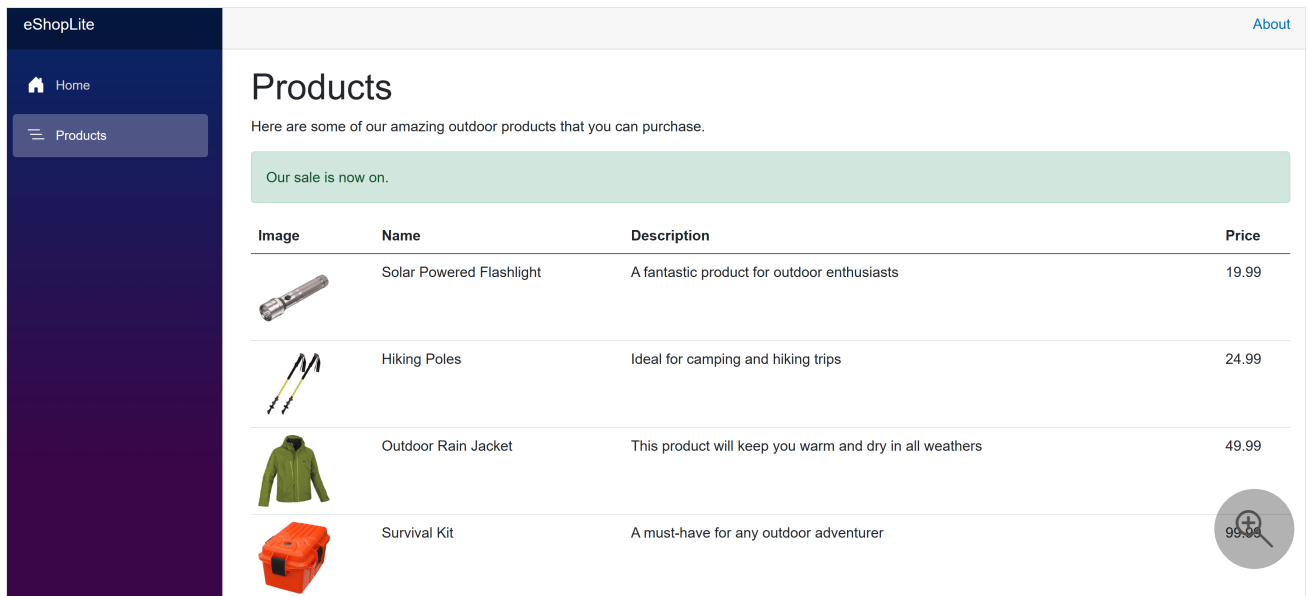 eShopLite
About
Home
Products
Products
Here are some of our amazing outdoor products that you can purchase.
Our sale is now on.
Image Name Description Price
Solar Powered Flashlight A fantastic product for outdoor enthusiasts 19.99
Hiking Poles Ideal for camping and hiking trips 24.99
Outdoor Rain Jacket This product will keep you warm and dry in all weathers 49.99
Survival Kit A must-have for any outdoor adventurer 99.99